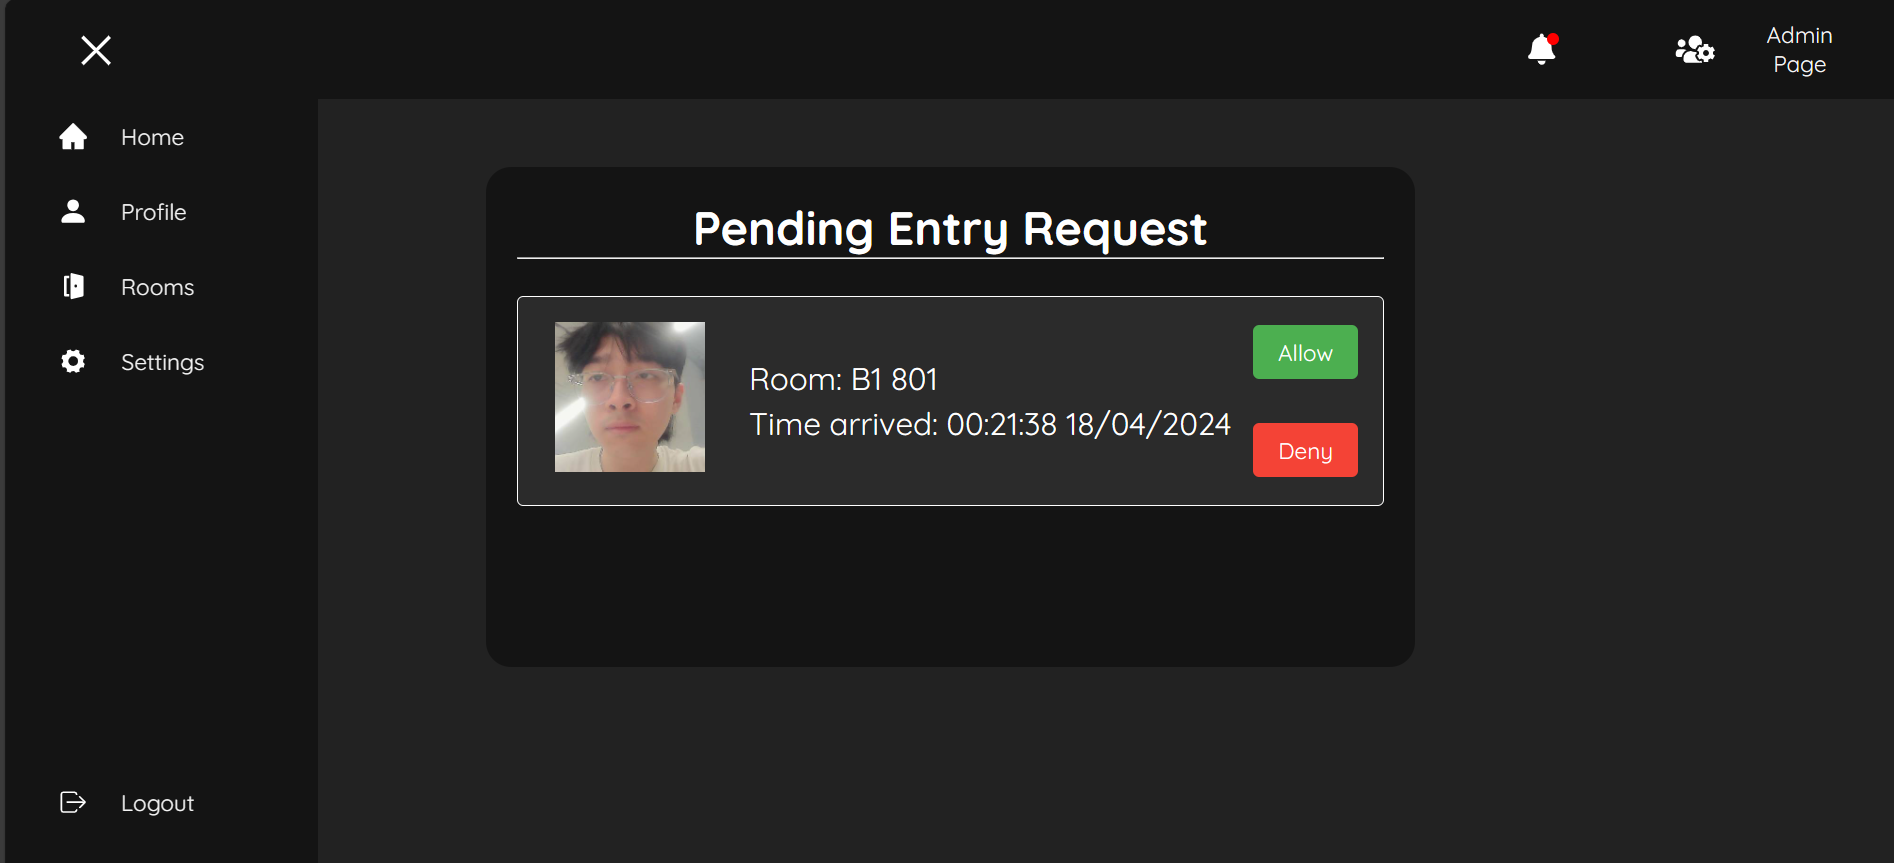 Admin
Page
Home
Profile
Rooms
Settings
Logout
Pending Entry Request
Room: B1 801
Time arrived: 00:21:38 18/04/2024
Allow
Deny